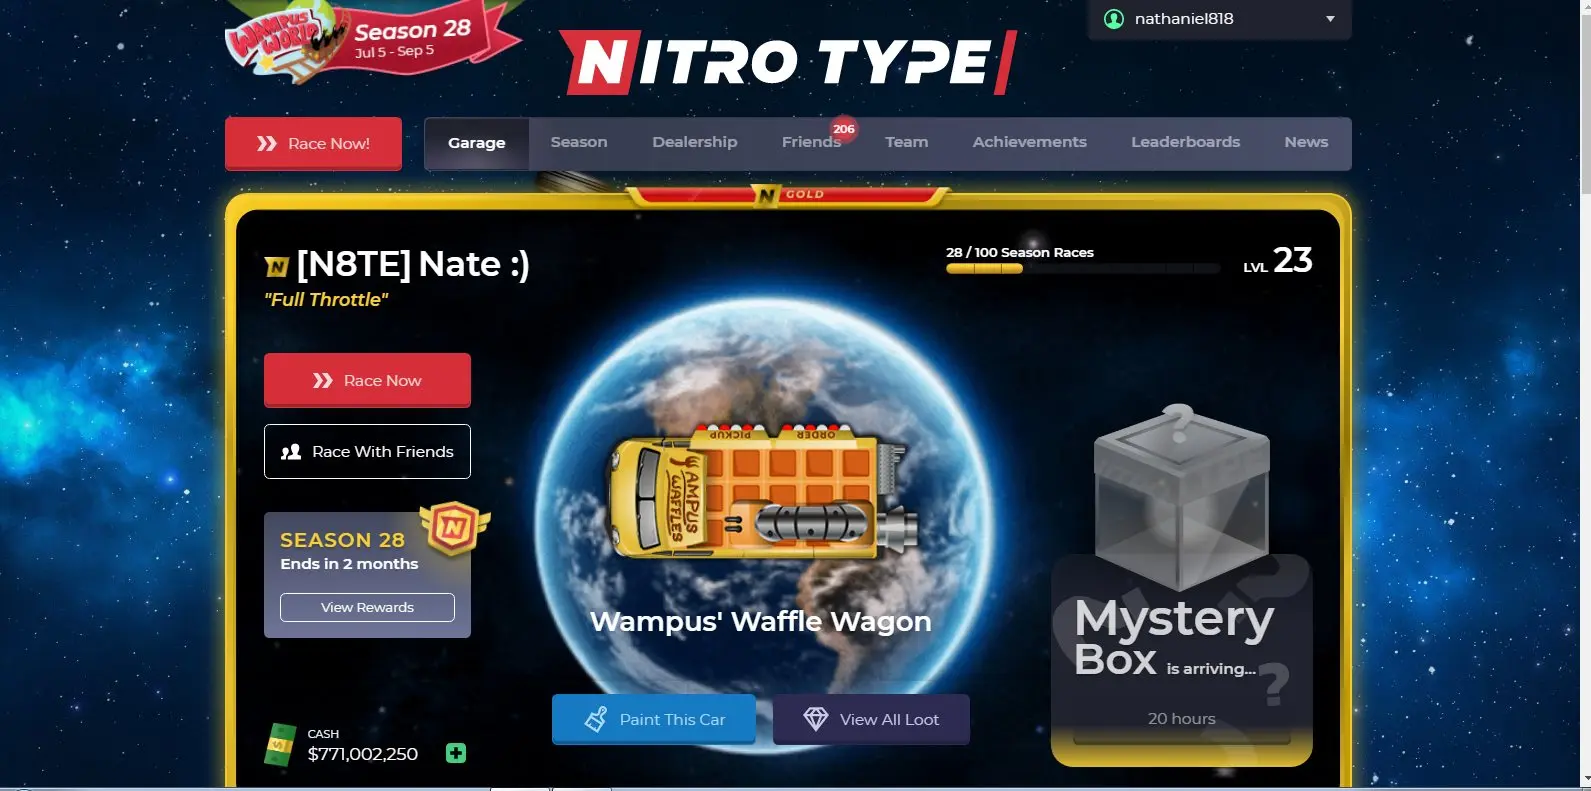 WAMPUS WORLD
Season 28
Jul 5 - Sep 5
NITRO TYPE
nathaniel818
Race Now!
Garage
Season
Dealership
Friends
206
Team
Achievements
Leaderboards
News
N GOLD
N [N8TE] Nate :)
"Full Throttle"
28 / 100 Season Races
LVL 23
Race Now
Race With Friends
SEASON 28
N
Ends in 2 months
View Rewards
PICKUP
ORDER
WAMPUS
WAFFLES
Wampus' Waffle Wagon
?
Mystery
Box is arriving...
?
20 hours
Paint This Car
View All Loot
CASH
$771,002,250